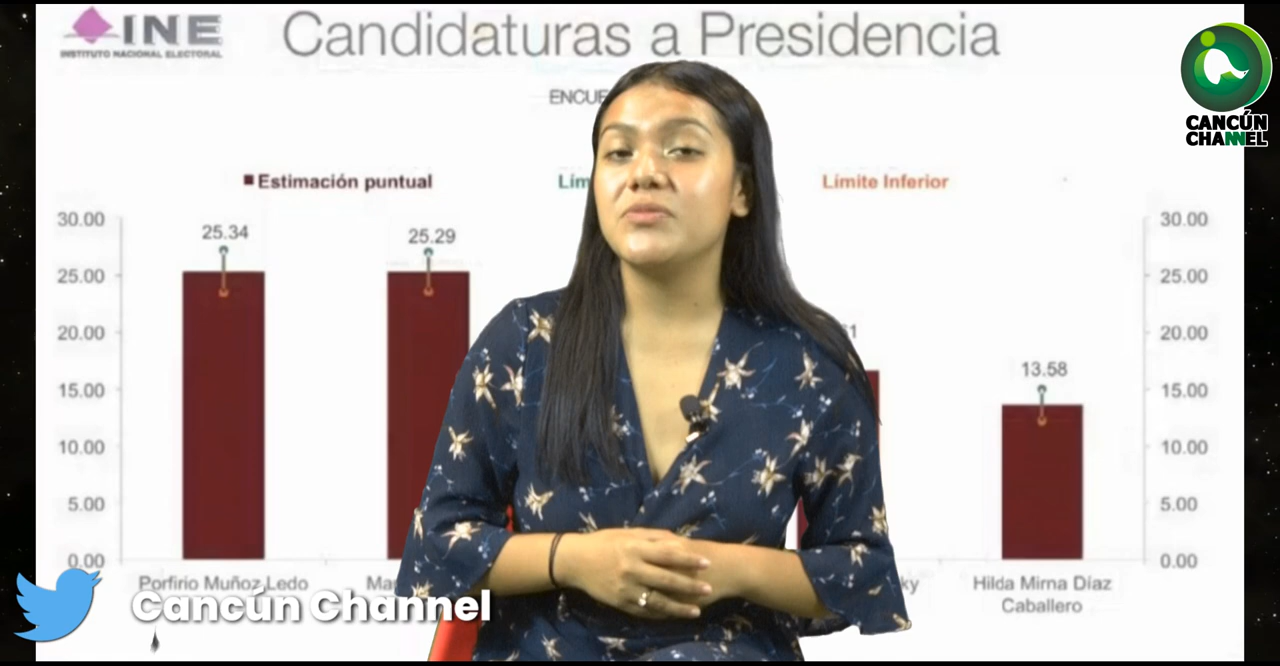 INE
INSTITUTO NACIONAL ELECTORAL
Candidaturas a Presidencia
CANCÚN
CHANNEL
ENCUE
Estimación puntual
Lím
Límite Inferior
30.00
25.00
20.00
15.00
10.00
5.00
0.00
25.34
25.29
61
13.58
30.00
25.00
20.00
15.00
10.00
5.00
0.00
Porfirio Muñoz Ledo
Ma
ky
Hilda Mirna Díaz
Caballero
Cancún Channel